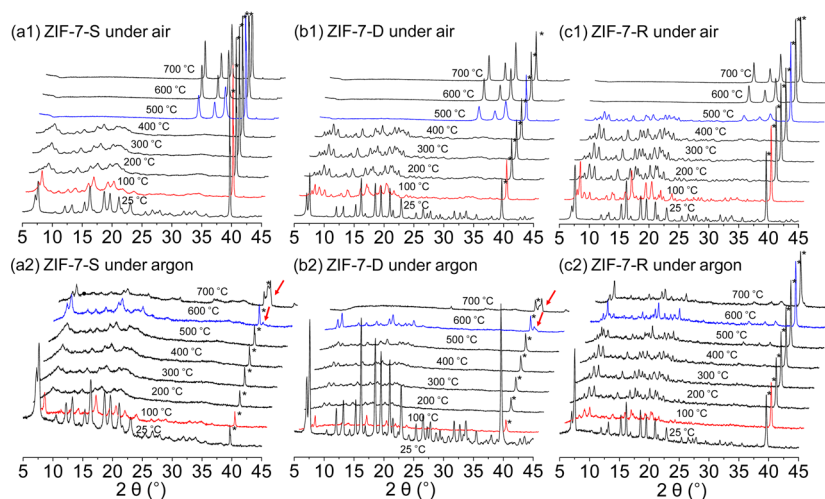 (a1) ZIF-7-S under air
700 °C
600 °C
500 °C
400 °C
300 °C
200 °C
100 °C
25 °C
5 10 15 20 25 30 35 40 45
(b1) ZIF-7-D under air
700 °C
600 °C
500 °C
400 °C
300 °C
200 °C
100 °C
25 °C
5 10 15 20 25 30 35 40 45
(c1) ZIF-7-R under air
700 °C
600 °C
500 °C
400 °C
300 °C
200 °C
100 °C
25 °C
5 10 15 20 25 30 35 40 45
(a2) ZIF-7-S under argon
700 °C
600 °C
500 °C
400 °C
300 °C
200 °C
100 °C
25 °C
5 10 15 20 25 30 35 40 45
2 θ (°)
(b2) ZIF-7-D under argon
700 °C
600 °C
500 °C
400 °C
300 °C
200 °C
100 °C
25 °C
5 10 15 20 25 30 35 40 45
2 θ (°)
(c2) ZIF-7-R under argon
700 °C
600 °C
500 °C
400 °C
300 °C
200 °C
100 °C
25 °C
5 10 15 20 25 30 35 40 45
2 θ (°)